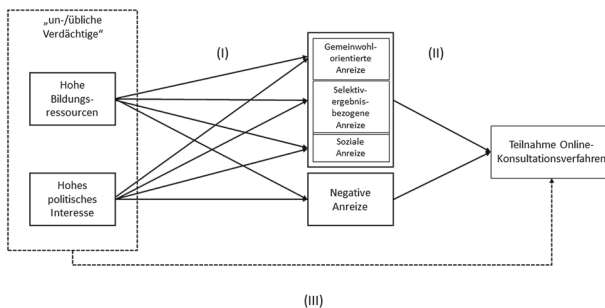 „un-/übliche
Verdächtige“
Hohe
Bildungs-
ressourcen
Hohes
politisches
Interesse
(I)
Gemeinwohl-
orientierte
Anreize
Selektiv-
ergebnis-
bezogene
Anreize
Soziale
Anreize
Negative
Anreize
(II)
Teilnahme Online-
Konsultationsverfahren
(III)